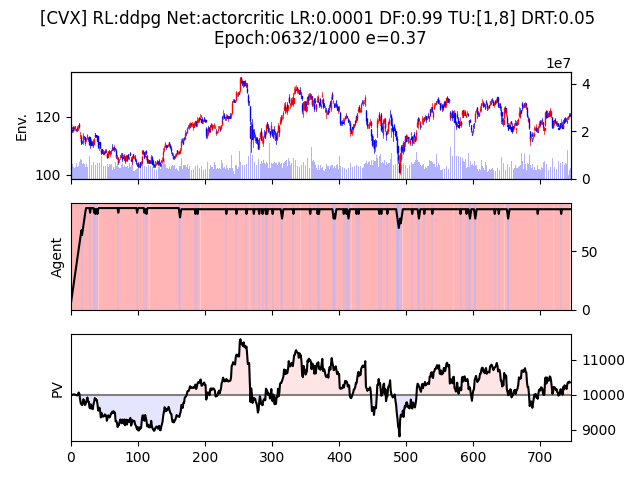 [CVX] RL:ddpg Net:actorcritic LR:0.0001 DF:0.99 TU:[1,8] DRT:0.05
Epoch:0632/1000 e=0.37
1e7
Env.
120
100
4
2
0
Agent
50
0
PV
11000
10000
9000
0 100 200 300 400 500 600 700